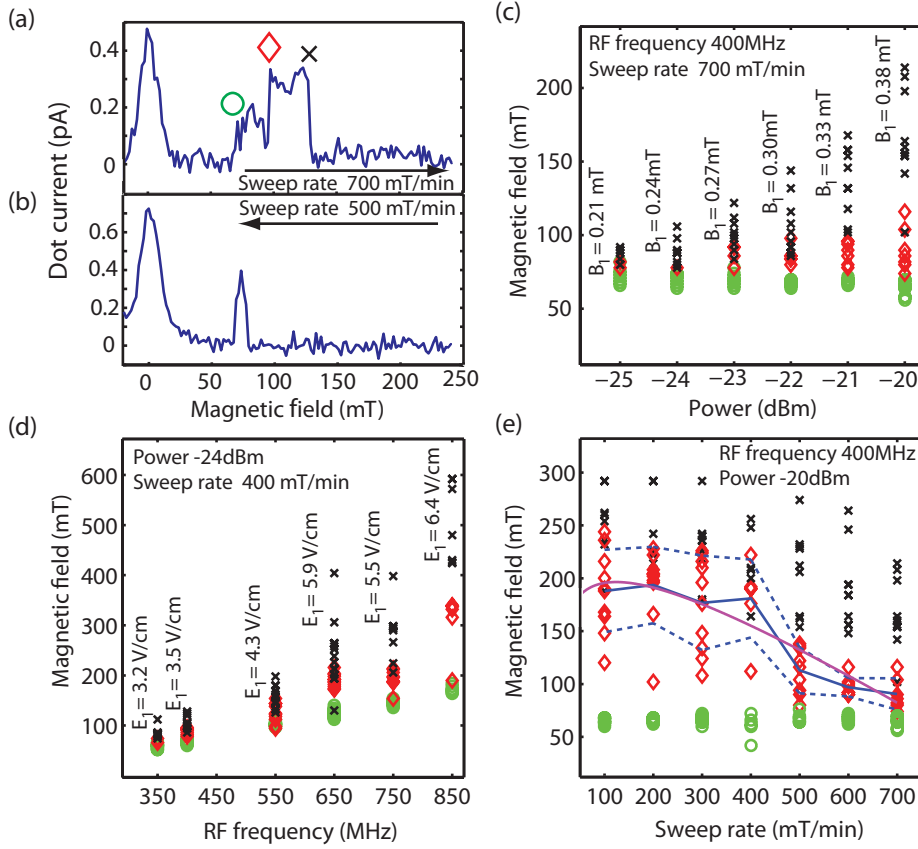 (a)
0.4
0.2
0
Sweep rate 700 mT/min
(b)
Sweep rate 500 mT/min
0.6
0.4
0.2
0
Dot current (pA)
0 50 100 150 200 250
Magnetic field (mT)
(c)
RF frequency 400MHz
Sweep rate 700 mT/min
B1 = 0.21 mT
B1 = 0.24mT
B1 = 0.27mT
B1 = 0.30mT
B1 = 0.33 mT
B1 = 0.38 mT
200
150
100
50
Magnetic field (mT)
−25 −24 −23 −22 −21 −20
Power (dBm)
(d)
Power -24dBm
Sweep rate 400 mT/min
E1= 3.2 V/cm
E1= 3.5 V/cm
E1= 4.3 V/cm
E1= 5.9 V/cm
E1= 5.5 V/cm
E1= 6.4 V/cm
600
500
400
300
200
100
Magnetic field (mT)
350 450 550 650 750 850
RF frequency (MHz)
(e)
RF frequency 400MHz
Power -20dBm
300
250
200
150
100
50
Magnetic field (mT)
100 200 300 400 500 600 700
Sweep rate (mT/min)